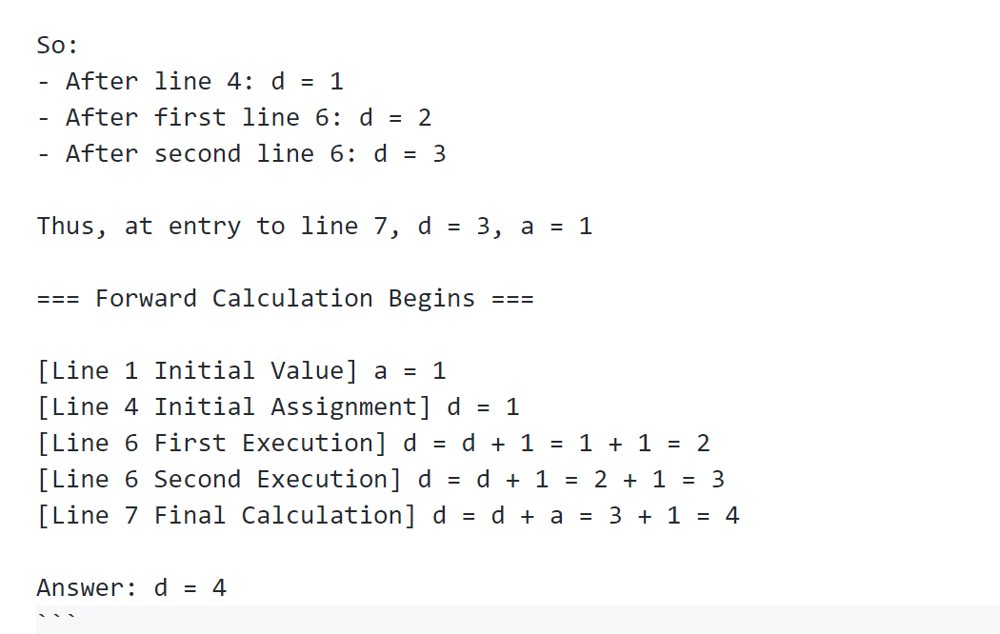 So:
- After line 4: d = 1
- After first line 6: d = 2
- After second line 6: d = 3
Thus, at entry to line 7, d = 3, a = 1
=== Forward Calculation Begins ===
[Line 1 Initial Value] a = 1
[Line 4 Initial Assignment] d = 1
[Line 6 First Execution] d = d + 1 = 1 + 1 = 2
[Line 6 Second Execution] d = d + 1 = 2 + 1 = 3
[Line 7 Final Calculation] d = d + a = 3 + 1 = 4
Answer: d = 4
```